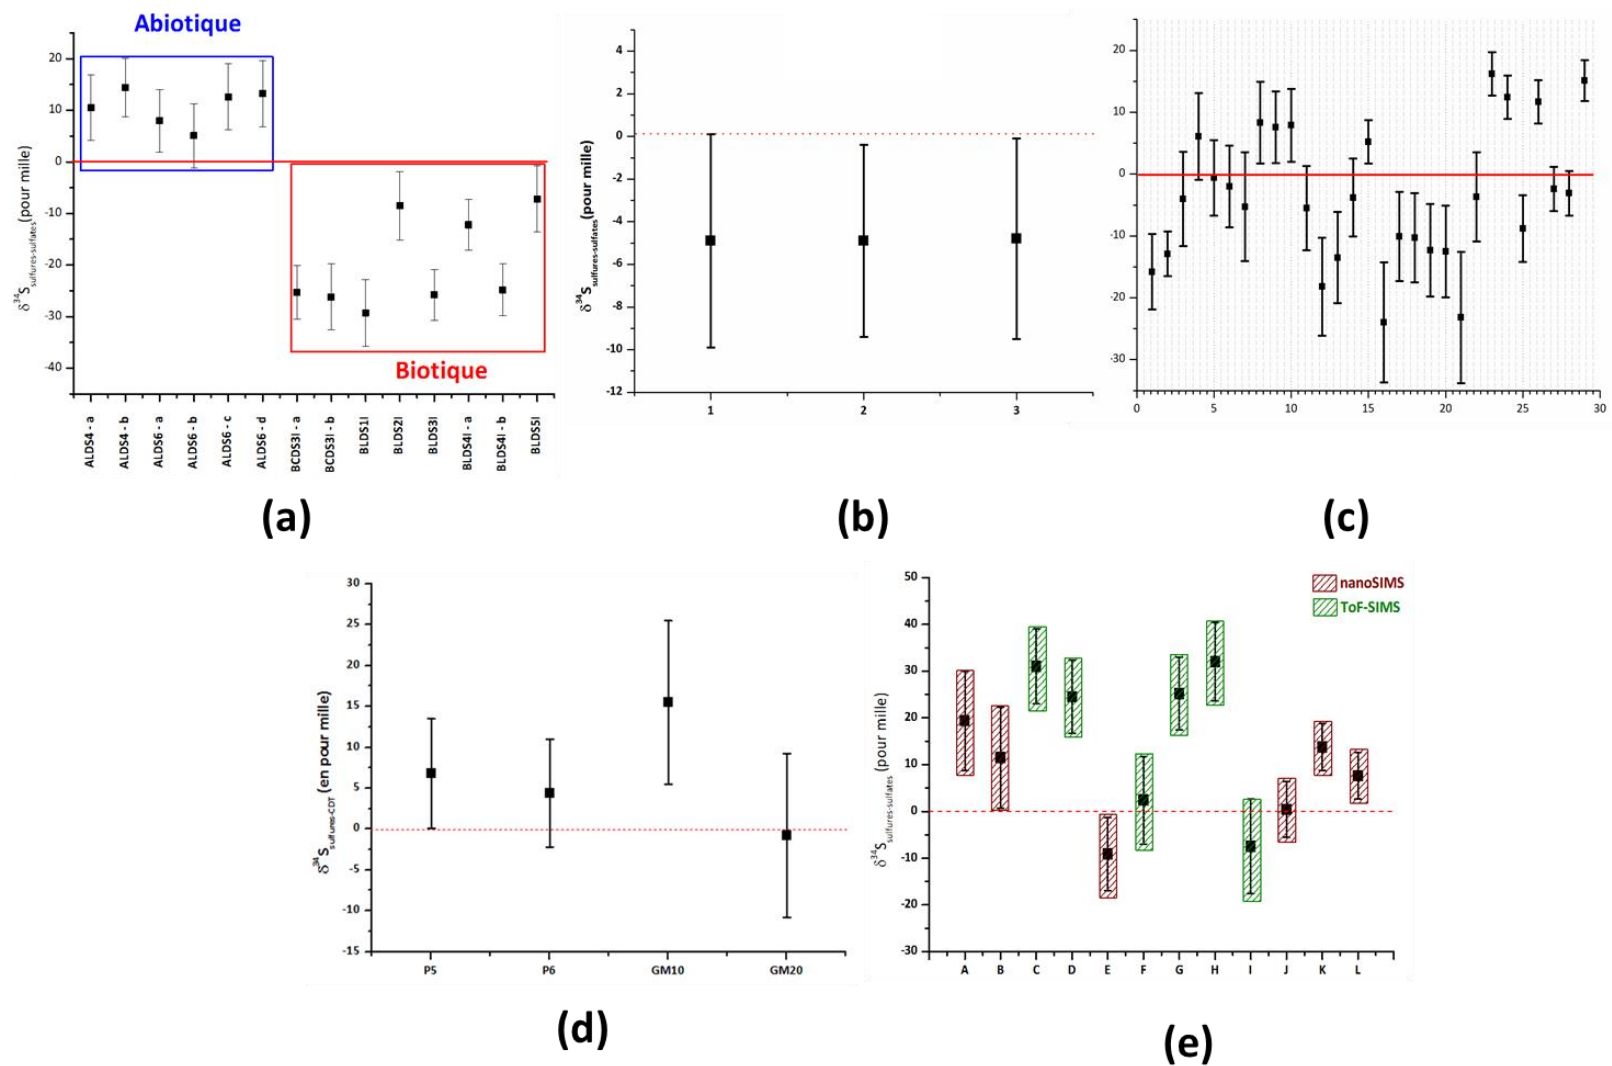 Abiotique
δ³⁴S sulfures-sulfates (pour mille)
20
10
0
-10
-20
-30
-40
Biotique
ALDS4 - a
ALDS4 - b
ALDS6 - a
ALDS6 - b
ALDS6 - c
ALDS6 - d
BCDS3I - a
BCDS3I - b
BLDS1I
BLDS2I
BLDS3I
BLDS4I - a
BLDS4I - b
BLDS5I
(a)
δ³⁴S sulfures-sulfates (pour mille)
4
2
0
-2
-4
-6
-8
-10
-12
1 2 3
(b)
20
10
0
-10
-20
-30
0 5 10 15 20 25 30
(c)
δ³⁴S sulfures-CDT (en pour mille)
30
25
20
15
10
5
0
-5
-10
-15
P5 P6 GM10 GM20
(d)
δ³⁴S sulfures-sulfates (pour mille)
50
40
30
20
10
0
-10
-20
-30
nanoSIMS
ToF-SIMS
A B C D E F G H I J K L
(e)